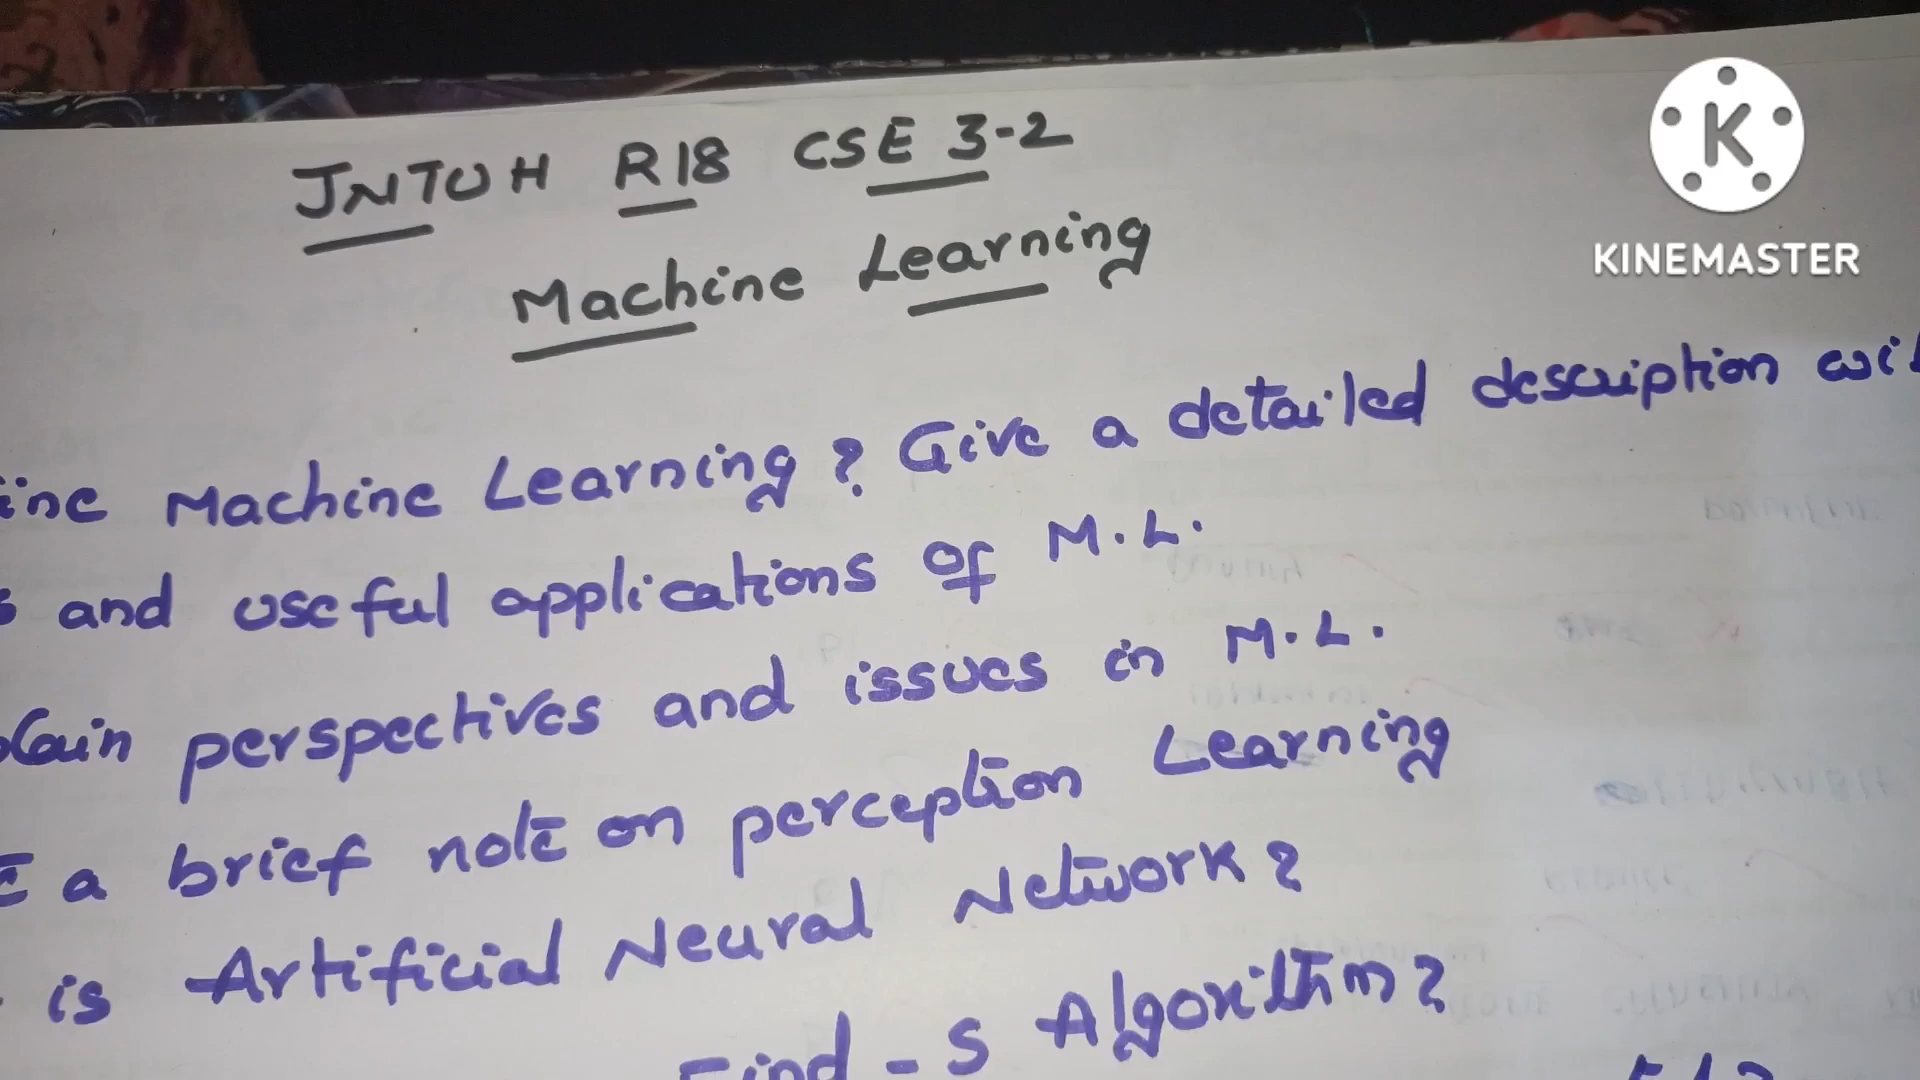 JNTUH R18 CSE 3-2
Machine Learning
KINEMASTER
Machine Learning? Give a detailed description
and useful applications of M.L.
perspectives and issues in M.L.
a brief note on perception Learning
is Artificial Neural Network?
Find-S Algorithm?